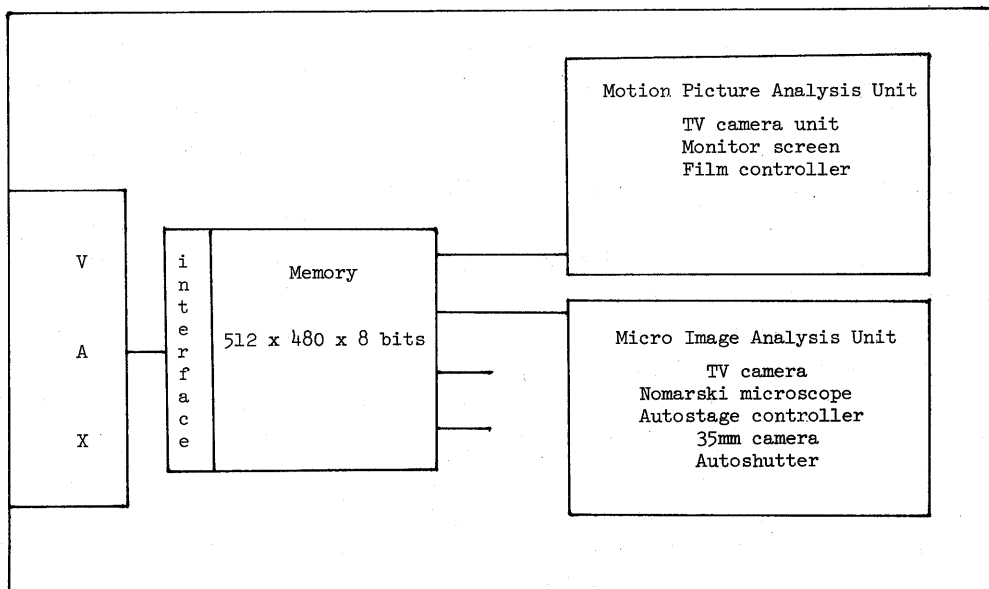 V
A
X
interface
Memory
512 x 480 x 8 bits
Motion Picture Analysis Unit
TV camera unit
Monitor screen
Film controller
Micro Image Analysis Unit
TV camera
Nomarski microscope
Autostage controller
35mm camera
Autoshutter